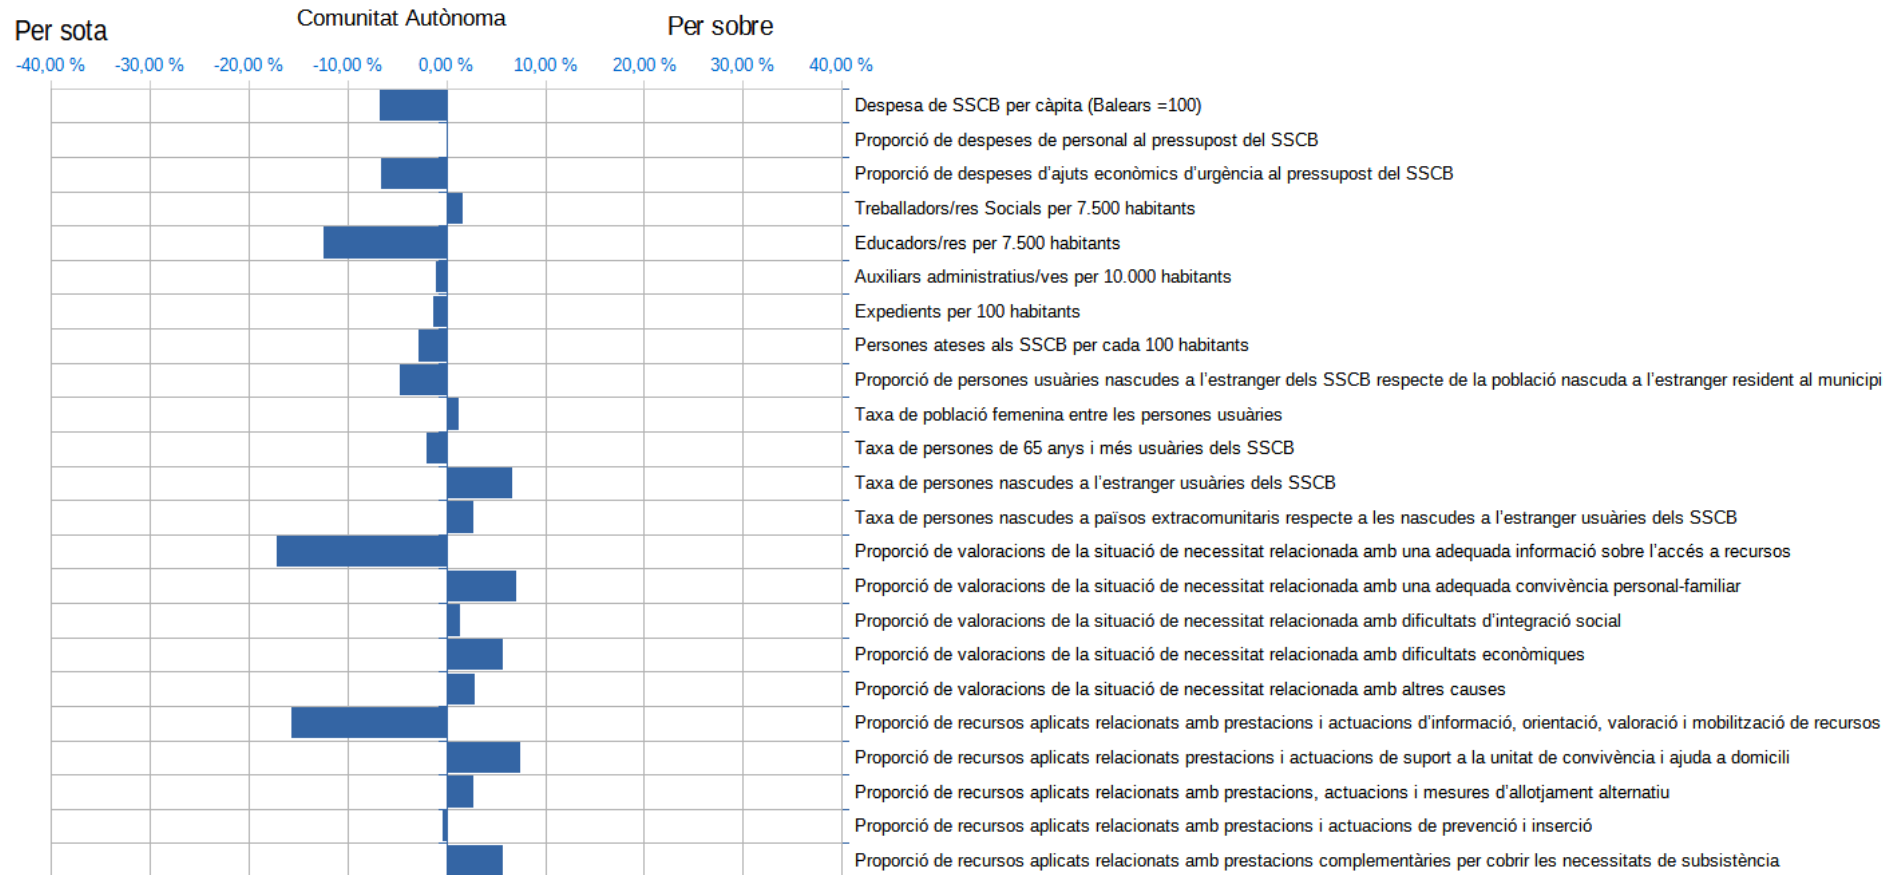 Comunitat Autònoma
Per sota
Per sobre
-40,00 % -30,00 % -20,00 % -10,00 % 0,00 % 10,00 % 20,00 % 30,00 % 40,00 %
Despesa de SSCB per càpita (Balears =100)
Proporció de despeses de personal al pressupost del SSCB
Proporció de despeses d’ajuts econòmics d’urgència al pressupost del SSCB
Treballadors/res Socials per 7.500 habitants
Educadors/res per 7.500 habitants
Auxiliars administratius/ves per 10.000 habitants
Expedients per 100 habitants
Persones ateses als SSCB per cada 100 habitants
Proporció de persones usuàries nascudes a l’estranger dels SSCB respecte de la població nascuda a l’estranger resident al municipi
Taxa de població femenina entre les persones usuàries
Taxa de persones de 65 anys i més usuàries dels SSCB
Taxa de persones nascudes a l’estranger usuàries dels SSCB
Taxa de persones nascudes a països extracomunitaris respecte a les nascudes a l’estranger usuàries dels SSCB
Proporció de valoracions de la situació de necessitat relacionada amb una adequada informació sobre l’accés a recursos
Proporció de valoracions de la situació de necessitat relacionada amb una adequada convivència personal-familiar
Proporció de valoracions de la situació de necessitat relacionada amb dificultats d’integració social
Proporció de valoracions de la situació de necessitat relacionada amb dificultats econòmiques
Proporció de valoracions de la situació de necessitat relacionada amb altres causes
Proporció de recursos aplicats relacionats amb prestacions i actuacions d’informació, orientació, valoració i mobilització de recursos
Proporció de recursos aplicats relacionats prestacions i actuacions de suport a la unitat de convivència i ajuda a domicili
Proporció de recursos aplicats relacionats amb prestacions, actuacions i mesures d’allotjament alternatiu
Proporció de recursos aplicats relacionats amb prestacions i actuacions de prevenció i inserció
Proporció de recursos aplicats relacionats amb prestacions complementàries per cobrir les necessitats de subsistència